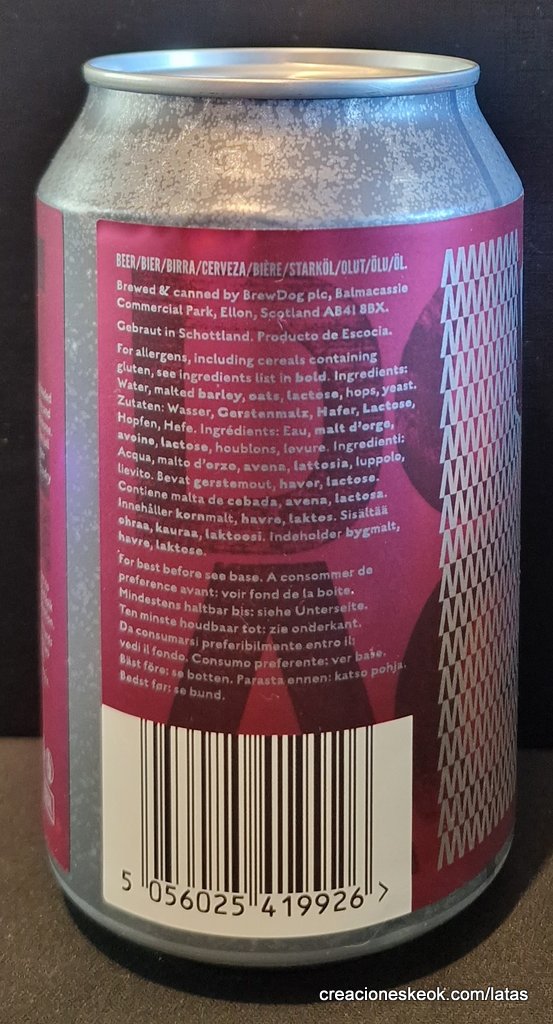 BEER/BIER/BIRRA/CERVEZA/BIÈRE/STARKÖL/OLUT/ÕLU/ÖL.
Brewed & canned by BrewDog plc, Balmacassie
Commercial Park, Ellon, Scotland AB41 8BX.
Gebraut in Schottland. Producto de Escocia.
For allergens, including cereals containing
gluten, see ingredients list in bold. Ingredients:
Water, malted barley, oats, lactose, hops, yeast.
Zutaten: Wasser, Gerstenmalz, Hafer, Lactose,
Hopfen, Hefe. Ingrédients: Eau, malt d'orge,
avoine, lactose, houblons, levure. Ingredienti:
Acqua, malto d'orzo, avena, lattosia, luppolo,
lievito. Bevat gerstemout, haver, lactose.
Contiene malta de cebada, avena, lactosa.
Innehåller kornmalt, havre, laktos. Sisältää
ohraa, kauraa, laktoosi. Indeholder bygmalt,
havre, laktose.
For best before see base. A consommer de
preference avant: voir fond de la boite.
Mindestens haltbar bis: siehe Unterseite.
Ten minste houdbaar tot: zie onderkant.
Da consumarsi preferibilmente entro il:
vedi il fondo. Consumo preferente: ver base.
Bäst före: se botten. Parasta ennen: katso pohja.
Bedst før: se bund.
5 056025 419926 >
creacioneskeok.com/latas